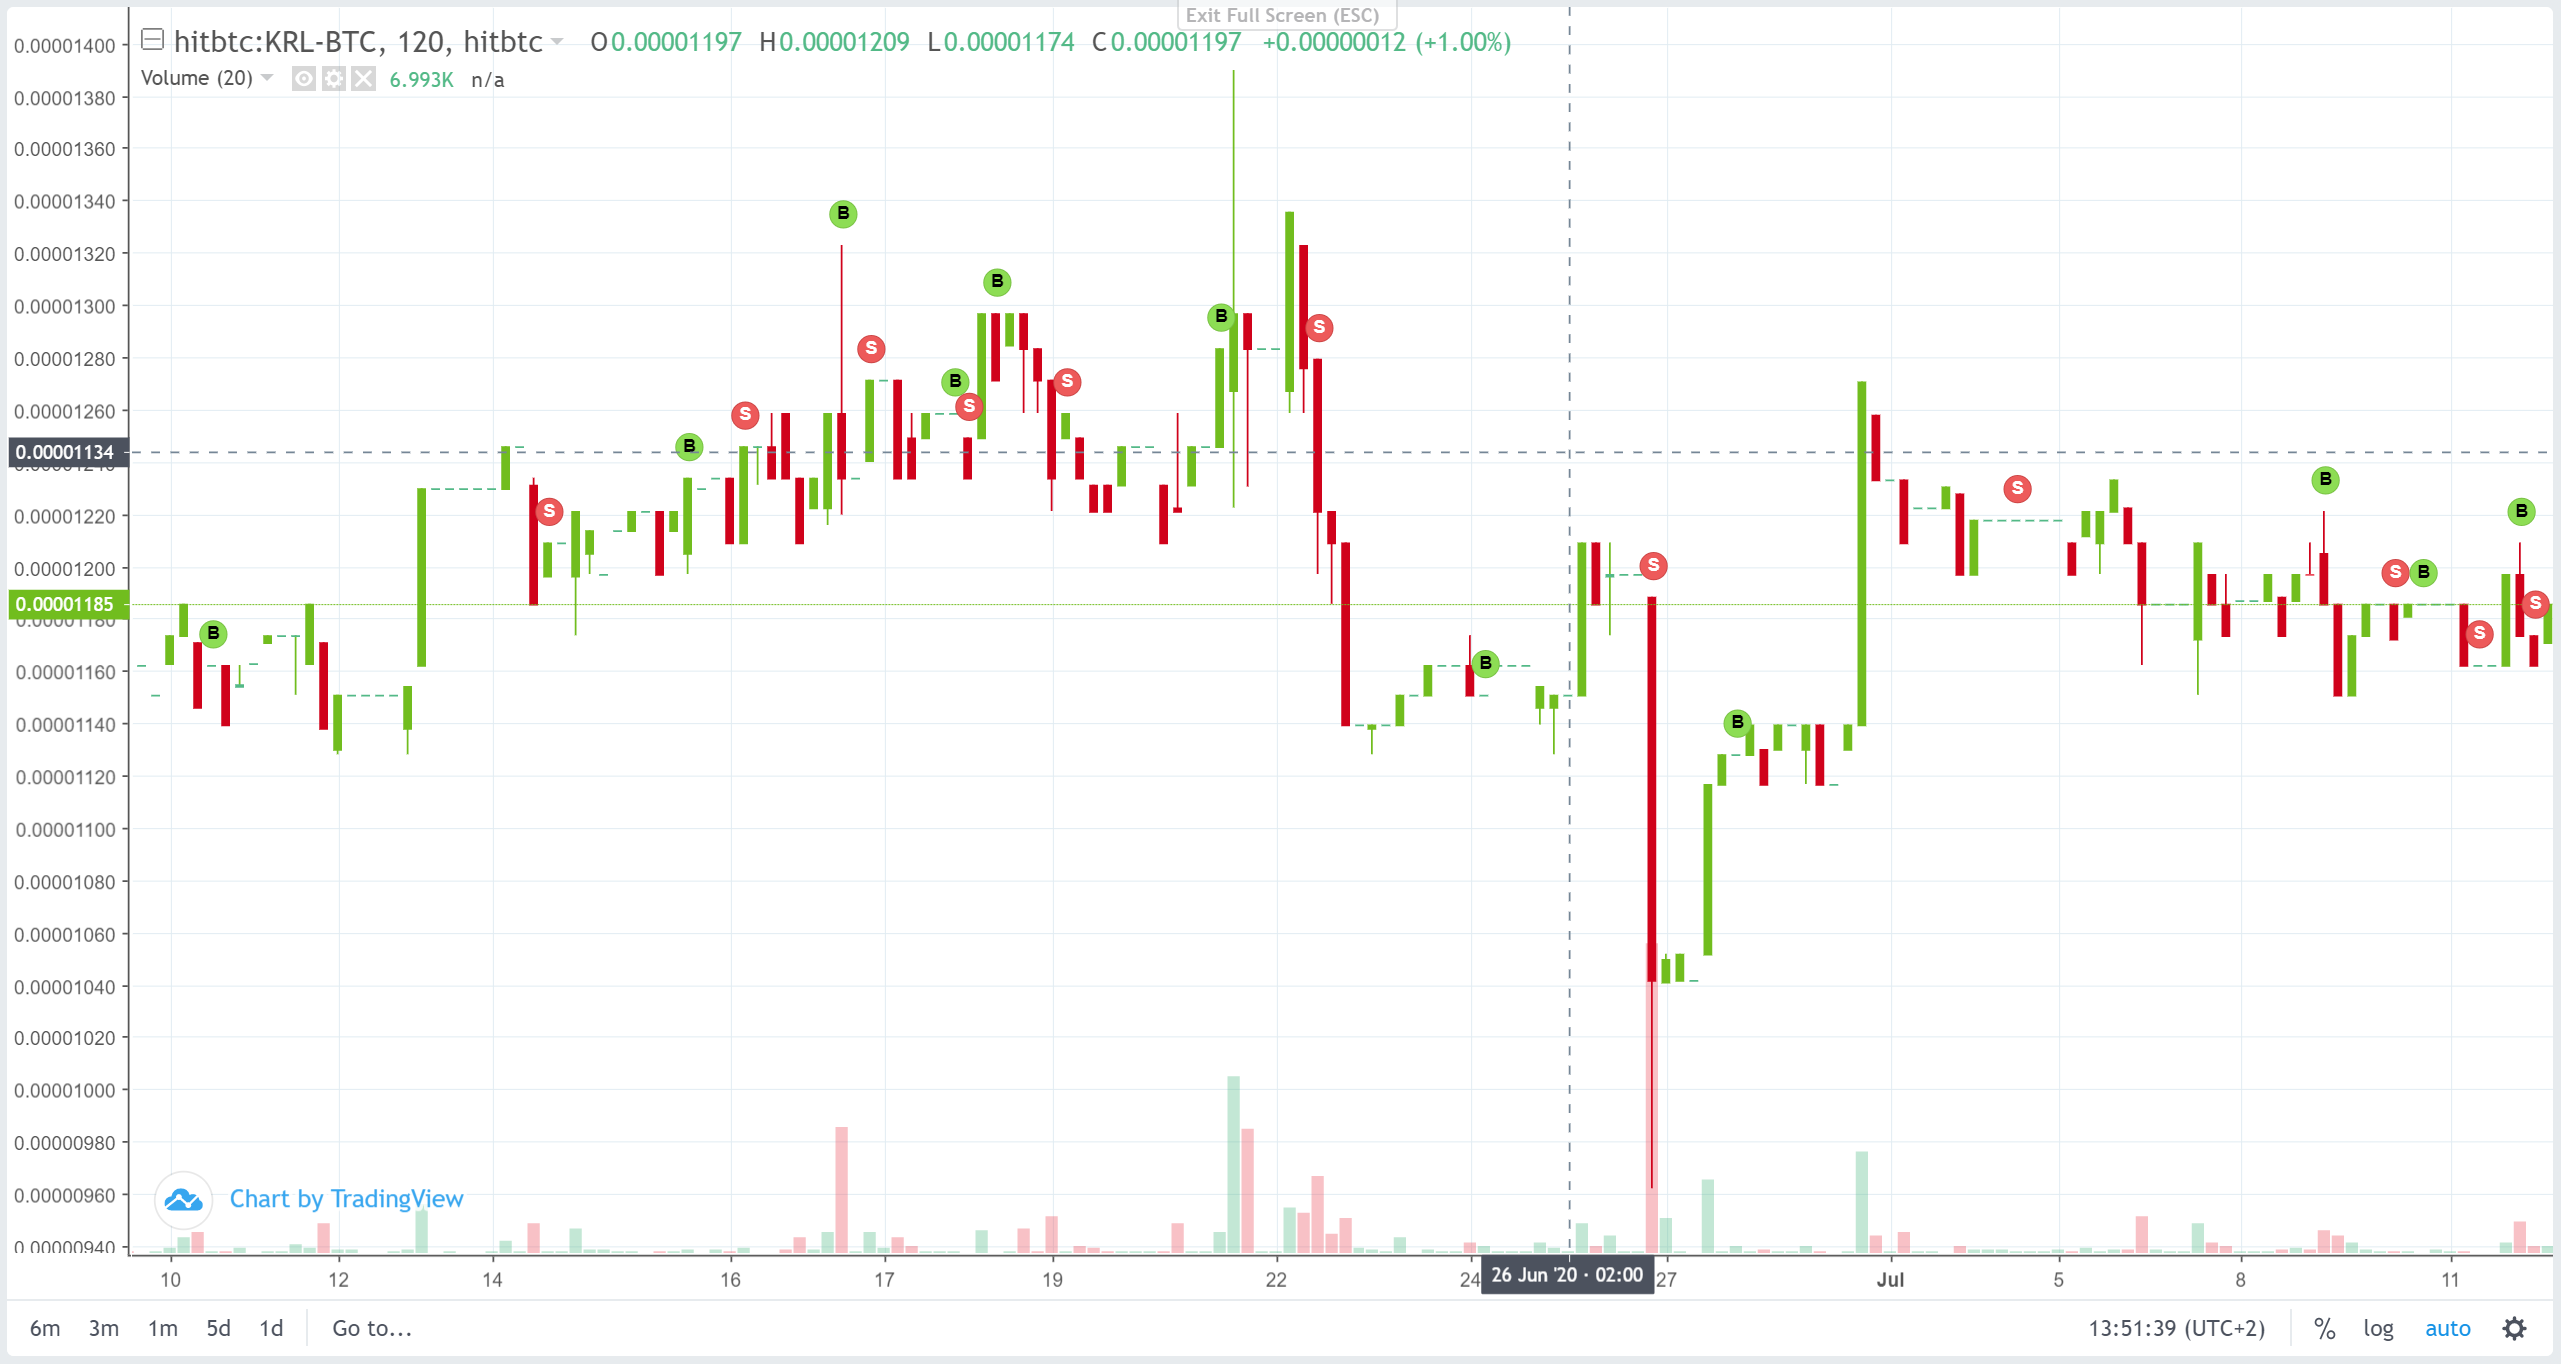 Exit Full Screen (ESC)
hitbtc:KRL-BTC, 120, hitbtc O0.00001197 H0.00001209 L0.00001174 C0.00001197 +0.00000012 (+1.00%)
Volume (20) 6.993K n/a
0.00001400
0.00001380
0.00001360
0.00001340
0.00001320
0.00001300
0.00001280
0.00001260
0.00001134
0.00001240
0.00001220
0.00001200
0.00001185
0.00001180
0.00001160
0.00001140
0.00001120
0.00001100
0.00001080
0.00001060
0.00001040
0.00001020
0.00001000
0.00000980
0.00000960
0.00000940
B
B
B
S
B
B
S
S
S
B
S
B
S
B
S
B
S
B
S
B
S
B
S
Chart by TradingView
10 12 14 16 17 19 22 24 26 Jun '20 · 02:00 27 Jul 5 8 11
6m 3m 1m 5d 1d Go to... 13:51:39 (UTC+2) % log auto